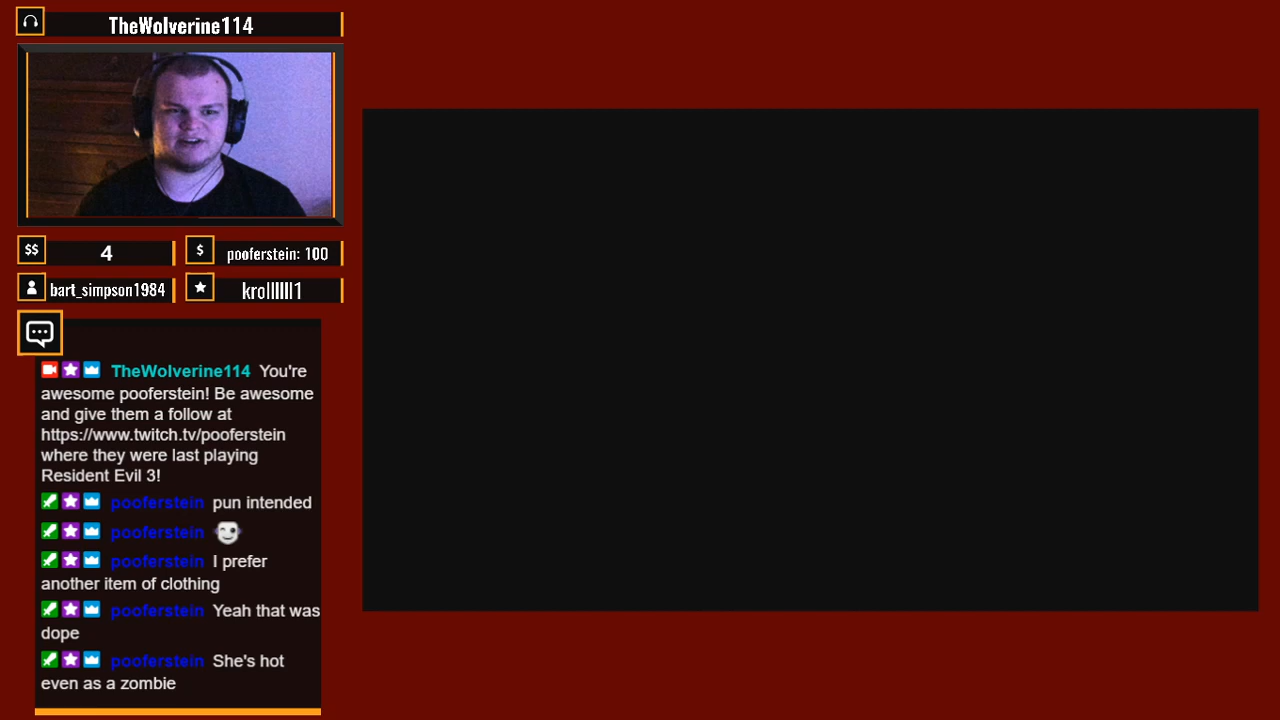 TheWolverine114
$$ 4
$ pooferstein: 100
bart_simpson1984
krollllll1
TheWolverine114 You're
awesome pooferstein! Be awesome
and give them a follow at
https://www.twitch.tv/pooferstein
where they were last playing
Resident Evil 3!
pooferstein pun intended
pooferstein
pooferstein I prefer
another item of clothing
pooferstein Yeah that was
dope
pooferstein She's hot
even as a zombie